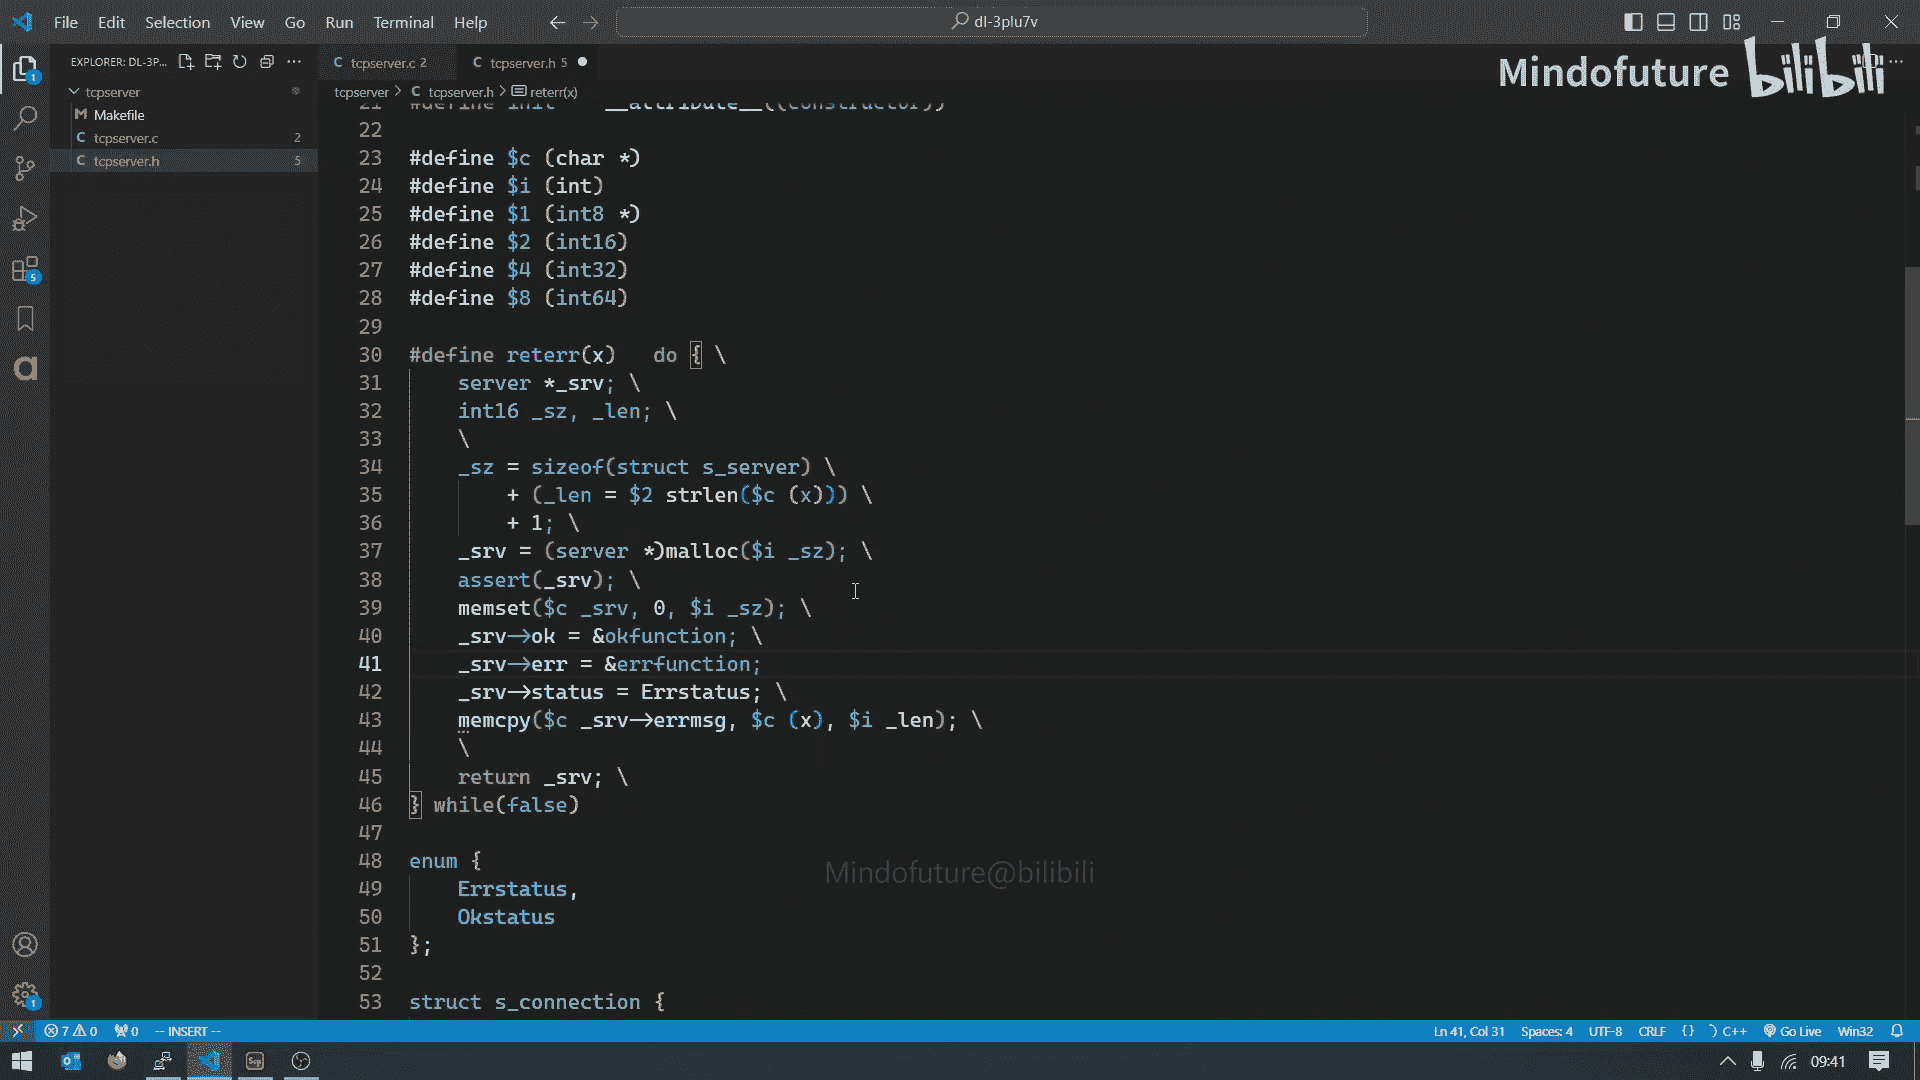 File Edit Selection View Go Run Terminal Help
dl-3plu7v
EXPLORER: DL-3P...
tcpserver.c 2
tcpserver.h 5
Mindofuture bilibili
tcpserver
tcpserver > C tcpserver.h > reterr(x)
M Makefile
C tcpserver.c 2
C tcpserver.h 5
21 #define init __attribute__((constructor))
22
23 #define $c (char *)
24 #define $i (int)
25 #define $1 (int8 *)
26 #define $2 (int16)
27 #define $4 (int32)
28 #define $8 (int64)
29
30 #define reterr(x) do { \
31 server *_srv; \
32 int16 _sz, _len; \
33 \
34 _sz = sizeof(struct s_server) \
35 + (_len = $2 strlen($c (x))) \
36 + 1; \
37 _srv = (server *)malloc($i _sz); \
38 assert(_srv); \
39 memset($c _srv, 0, $i _sz); \
40 _srv->ok = &okfunction; \
41 _srv->err = &errfunction;
42 _srv->status = Errstatus; \
43 memcpy($c _srv->errmsg, $c (x), $i _len); \
44 \
45 return _srv; \
46 } while(false)
47
48 enum {
49 Errstatus,
50 Okstatus
51 };
52
53 struct s_connection {
Mindofuture@bilibili
7 0 0 -- INSERT --
Ln 41, Col 31 Spaces: 4 UTF-8 CRLF {} C++ Go Live Win32
09:41